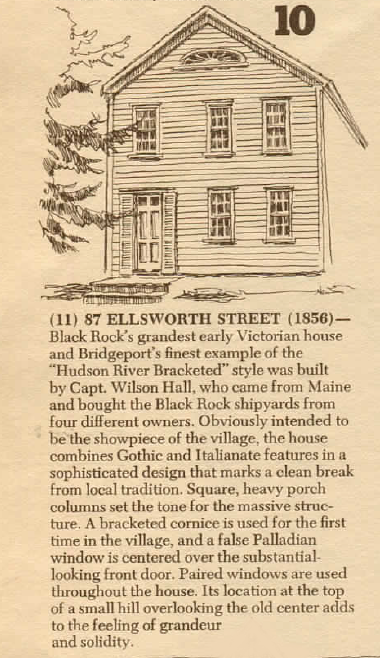 10
(11) 87 ELLSWORTH STREET (1856)—
Black Rock's grandest early Victorian house
and Bridgeport's finest example of the
"Hudson River Bracketed" style was built
by Capt. Wilson Hall, who came from Maine
and bought the Black Rock shipyards from
four different owners. Obviously intended to
be the showpiece of the village, the house
combines Gothic and Italianate features in a
sophisticated design that marks a clean break
from local tradition. Square, heavy porch
columns set the tone for the massive struc-
ture. A bracketed cornice is used for the first
time in the village, and a false Palladian
window is centered over the substantial-
looking front door. Paired windows are used
throughout the house. Its location at the top
of a small hill overlooking the old center adds
to the feeling of grandeur
and solidity.